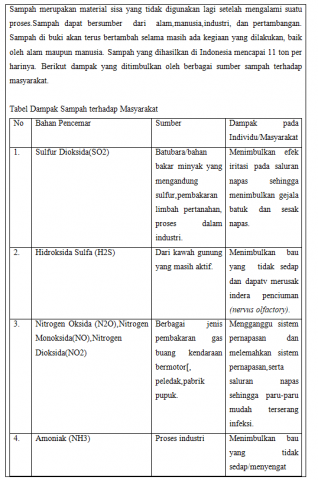 Sampah merupakan material sisa yang tidak digunakan lagi setelah mengalami suatu
proses.Sampah dapat bersumber dari alam,manusia,industri, dan pertambangan.
Sampah di buki akan terus bertambah selama masih ada kegiaan yang dilakukan, baik
oleh alam maupun manusia. Sampah yang dihasilkan di Indonesia mencapai 11 ton per
harinya. Berikut dampak yang ditimbulkan oleh berbagai sumber sampah terhadap
masyarakat.
Tabel Dampak Sampah terhadap Masyarakat
No Bahan Pencemar Sumber Dampak pada
Individu/Masyarakat
1. Sulfur Dioksida(SO2) Batubara/bahan Menimbulkan efek
bakar minyak yang iritasi pada saluran
mengandung napas sehingga
sulfur,pembakaran menimbulkan gejala
limbah pertanahan, batuk dan sesak
proses dalam napas.
industri.
2. Hidroksida Sulfa (H2S) Dari kawah gunung Menimbulkan bau
yang masih aktif. yang tidak sedap
dan dapatv merusak
indera penciuman
(nervus olfactory).
3. Nitrogen Oksida (N2O),Nitrogen Berbagai jenis Mengganggu sistem
Monoksida(NO),Nitrogen pembakaran gas pernapasan dan
Dioksida(NO2) buang kendaraan melemahkan sistem
bermotor[, pernapasan,serta
peledak,pabrik saluran napas
pupuk. sehingga paru-paru
mudah terserang
infeksi.
4. Amoniak (NH3) Proses industri Menimbulkan bau
yang tidak
sedap/menyengat